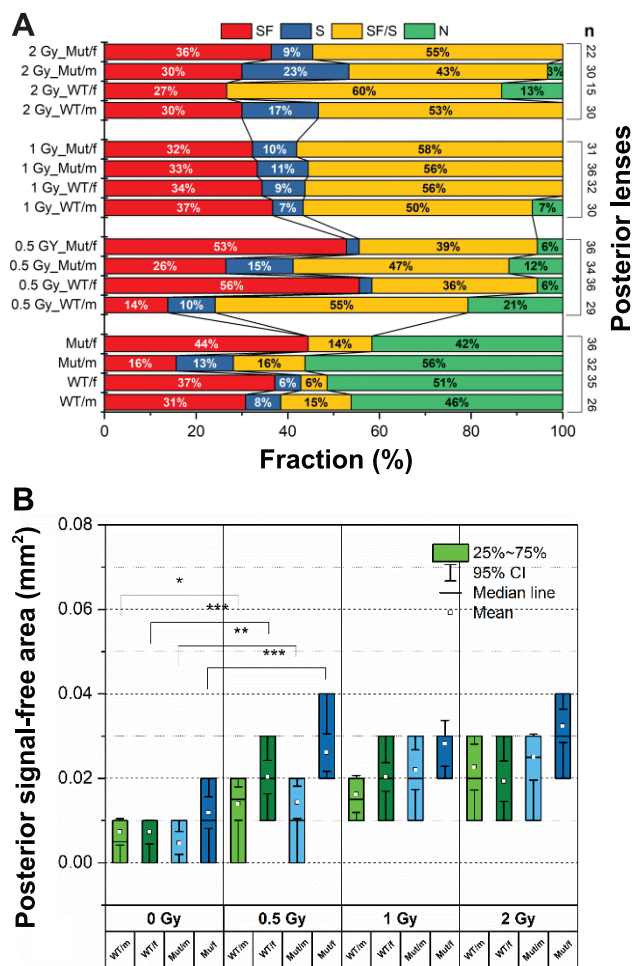 A
SF S SF/S N n
2 Gy_Mut/f 36% 9% 55% 22
2 Gy_Mut/m 30% 23% 43% 3% 30
2 Gy_WT/f 27% 60% 13% 15
2 Gy_WT/m 30% 17% 53% 30
1 Gy_Mut/f 32% 10% 58% 31
1 Gy_Mut/m 33% 11% 56% 36
1 Gy_WT/f 34% 9% 56% 32
1 Gy_WT/m 37% 7% 50% 7% 30
0.5 GY_Mut/f 53% 39% 6% 36
0.5 Gy_Mut/m 26% 15% 47% 12% 34
0.5 Gy_WT/f 56% 36% 6% 36
0.5 Gy_WT/m 14% 10% 55% 21% 29
Mut/f 44% 14% 42% 36
Mut/m 16% 13% 16% 56% 32
WT/f 37% 6% 6% 51% 35
WT/m 31% 8% 15% 46% 26
0 20 40 60 80 100
Fraction (%)
Posterior lenses
B
Posterior signal-free area (mm²)
0.08
0.06
0.04
0.02
0.00
25%~75%
95% CI
Median line
Mean
*
***
**
***
0 Gy 0.5 Gy 1 Gy 2 Gy
WT/m WT/f Mut/m Mut/f WT/m WT/f Mut/m Mut/f WT/m WT/f Mut/m Mut/f WT/m WT/f Mut/m Mut/f